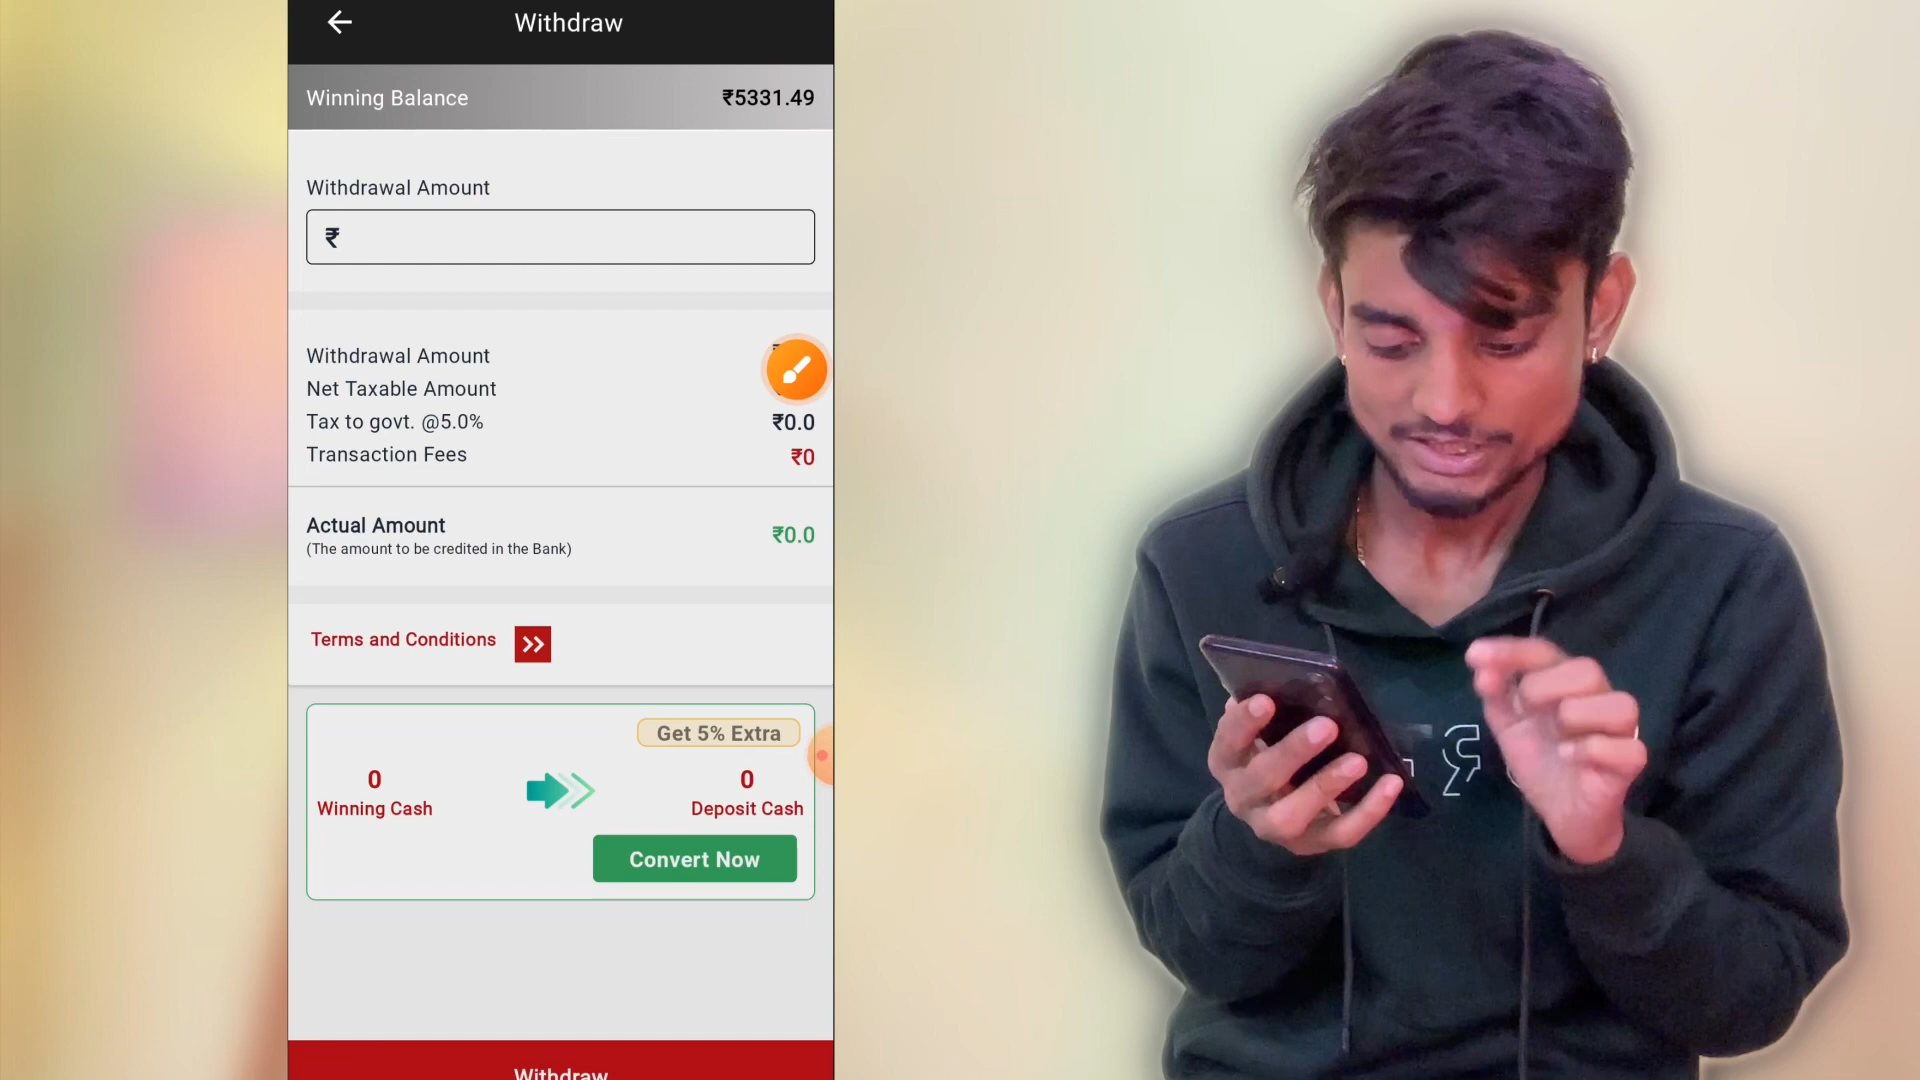 Withdraw
Winning Balance ₹5331.49
Withdrawal Amount
₹
Withdrawal Amount
Net Taxable Amount
Tax to govt. @5.0% ₹0.0
Transaction Fees ₹0
Actual Amount
(The amount to be credited in the Bank) ₹0.0
Terms and Conditions
Get 5% Extra
0 0
Winning Cash Deposit Cash
Convert Now
Withdraw